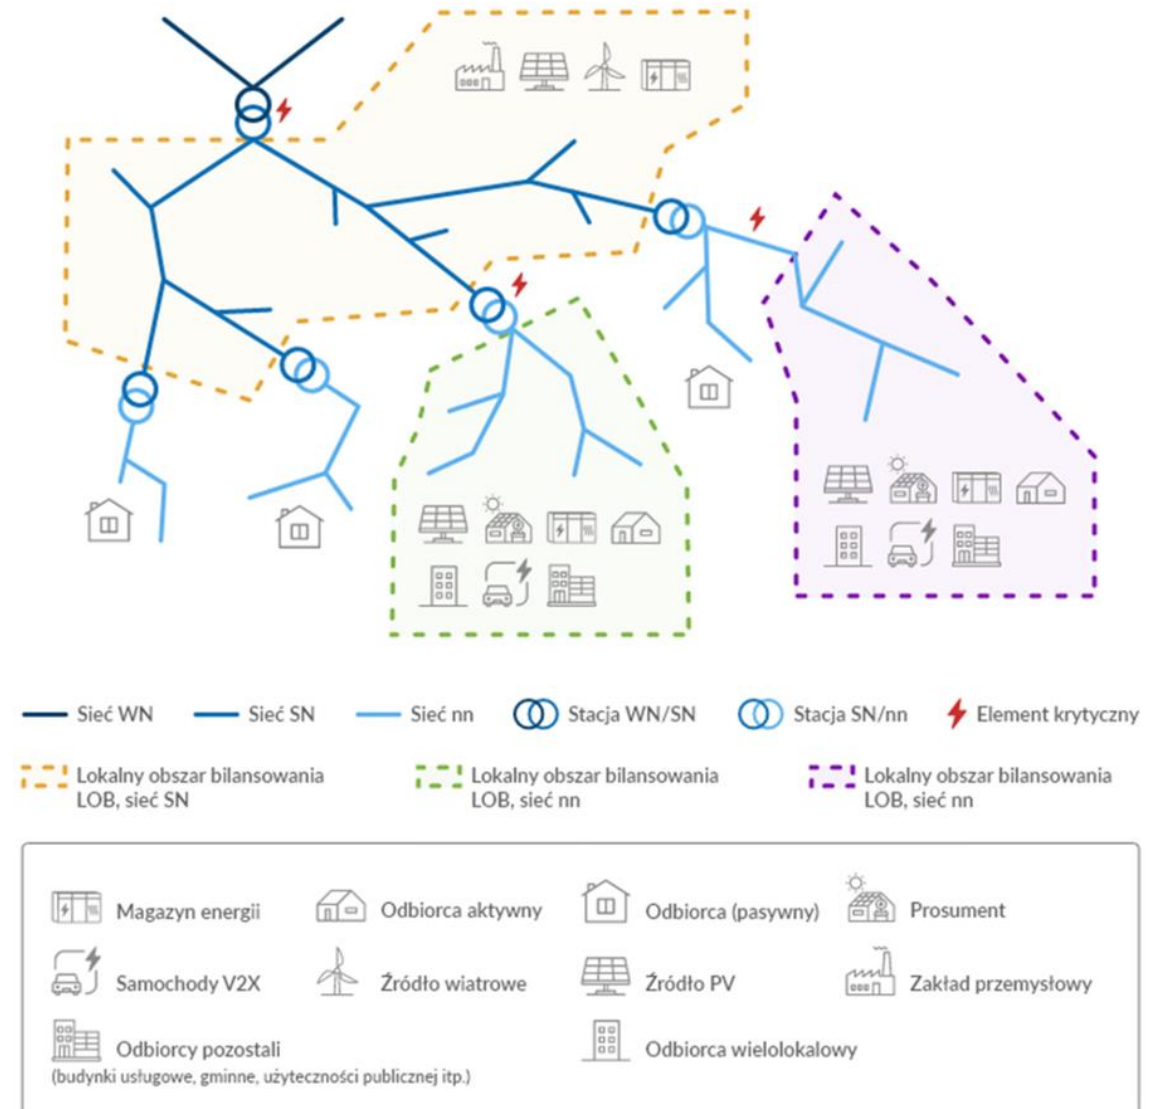 Sieć WN
Sieć SN
Sieć nn
Stacja WN/SN
Stacja SN/nn
Element krytyczny
Lokalny obszar bilansowania
LOB, sieć SN
Lokalny obszar bilansowania
LOB, sieć nn
Lokalny obszar bilansowania
LOB, sieć nn
Magazyn energii
Odbiorca aktywny
Odbiorca (pasywny)
Prosument
Samochody V2X
Źródło wiatrowe
Źródło PV
Zakład przemysłowy
Odbiorcy pozostali
(budynki usługowe, gminne, użyteczności publicznej itp.)
Odbiorca wielolokalowy